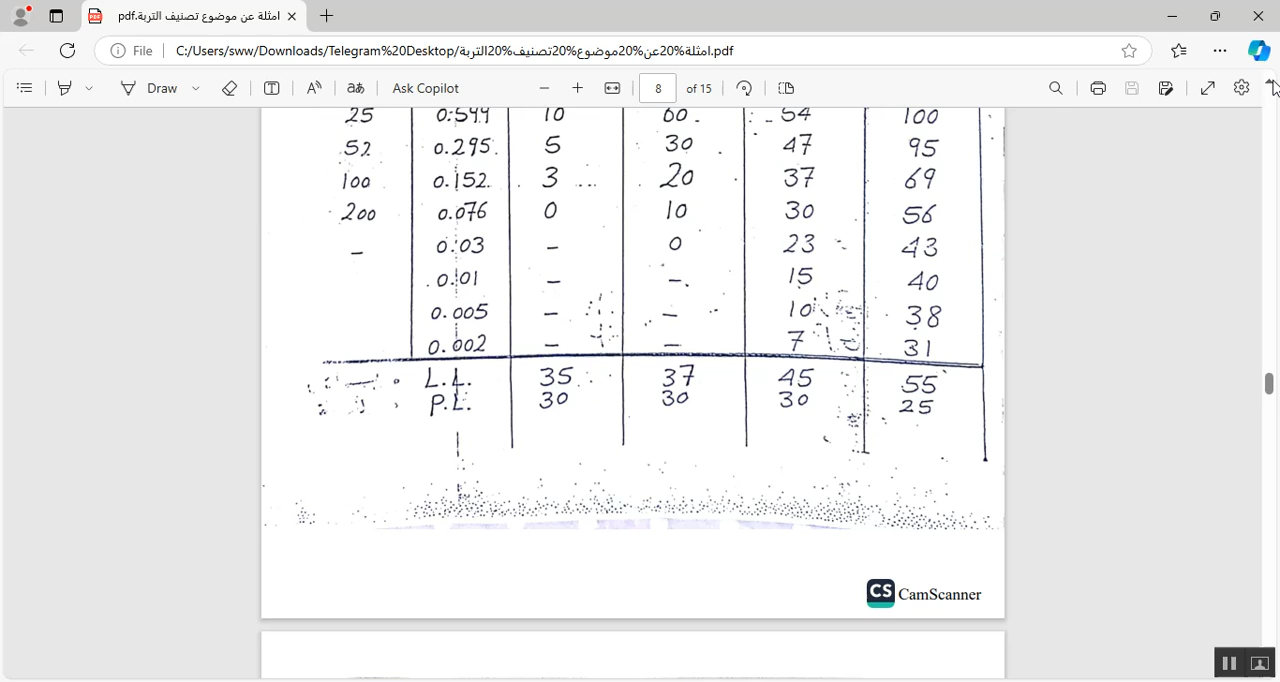 امثلة عن موضوع تصنيف التربة.pdf
File C:/Users/sww/Downloads/Telegram%20Desktop/امثلة%20عن%20موضوع%20تصنيف%20التربة.pdf
Draw aあ Ask Copilot 8 of 15
25 0.599 10 60 54 100
52 0.295 5 30 47 95
100 0.152 3 20 37 69
200 0.076 0 10 30 56
- 0.03 - 0 23 43
0.01 - - 15 40
0.005 - - 10 38
0.002 - - 7 31
L.L. 35 37 45 55
P.L. 30 30 30 25
CS CamScanner